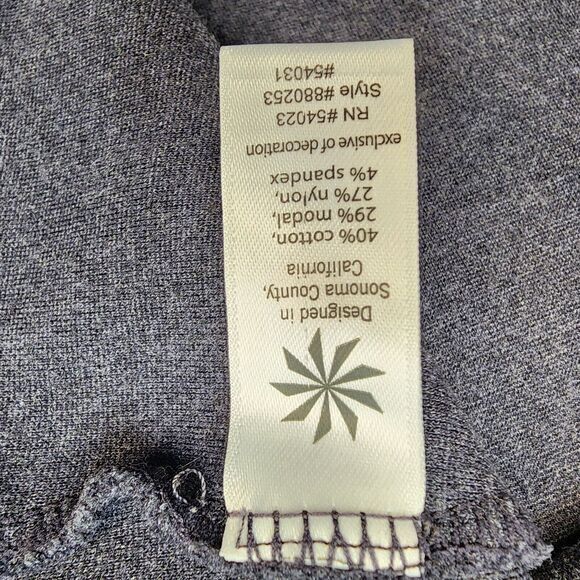 Designed in
Sonoma County,
California
40% cotton,
29% modal,
27% nylon,
4% spandex
exclusive of decoration
RN #54023
Style #880253
#54031